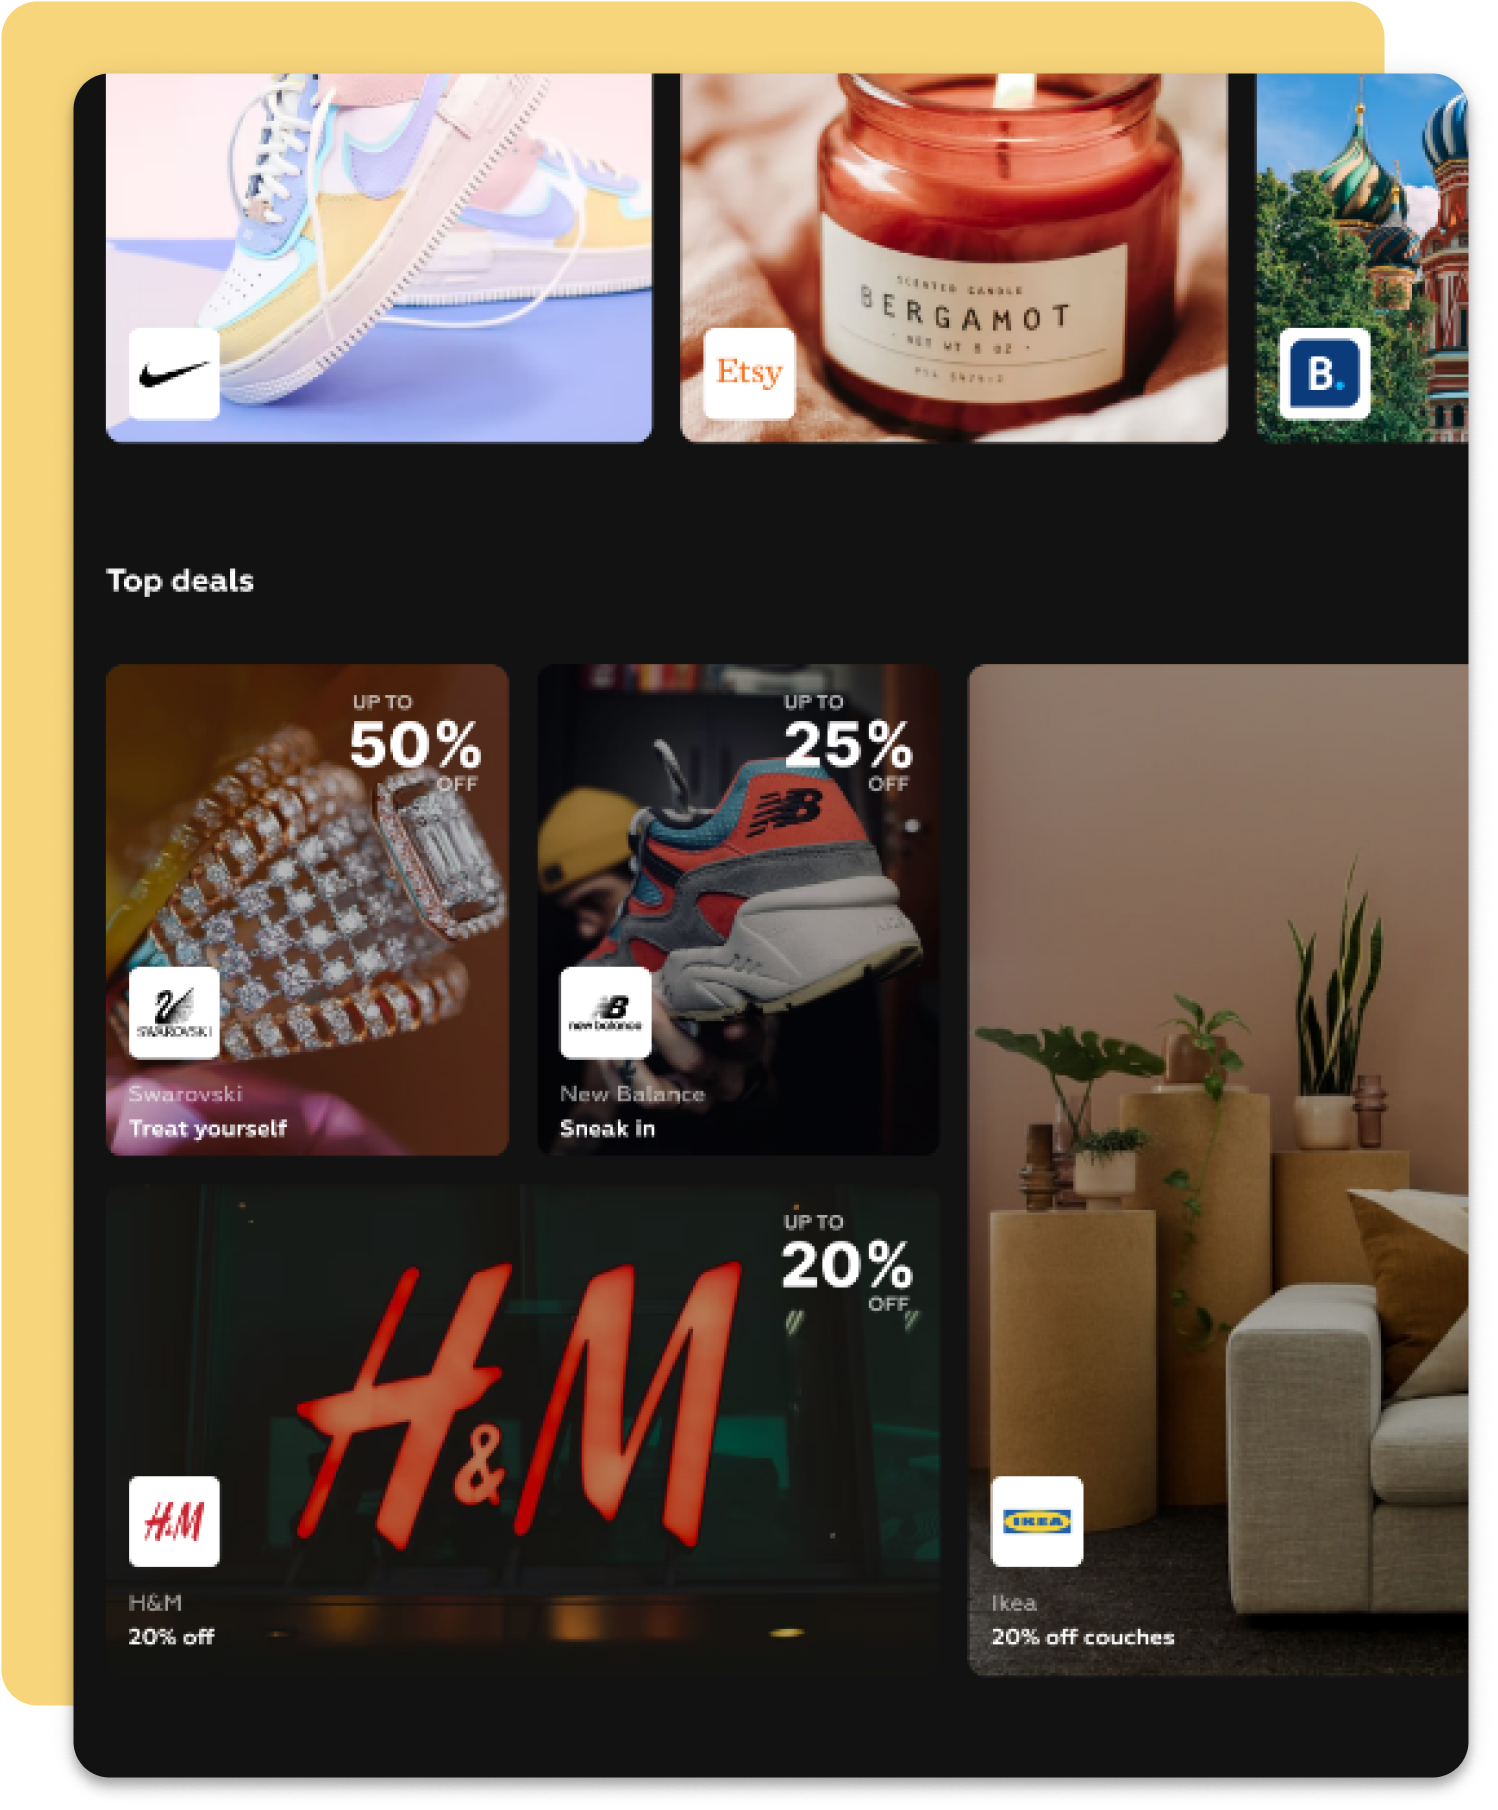 SCENTED CANDLE
BERGAMOT
· NET WT 8 OZ ·
Etsy
B.
Top deals
UP TO
50%
OFF
SWAROVSKI
Swarovski
Treat yourself
UP TO
25%
OFF
NB
NB
new balance
New Balance
Sneak in
UP TO
20%
OFF
H&M
H&M
H&M
20% off
IKEA
Ikea
20% off couches